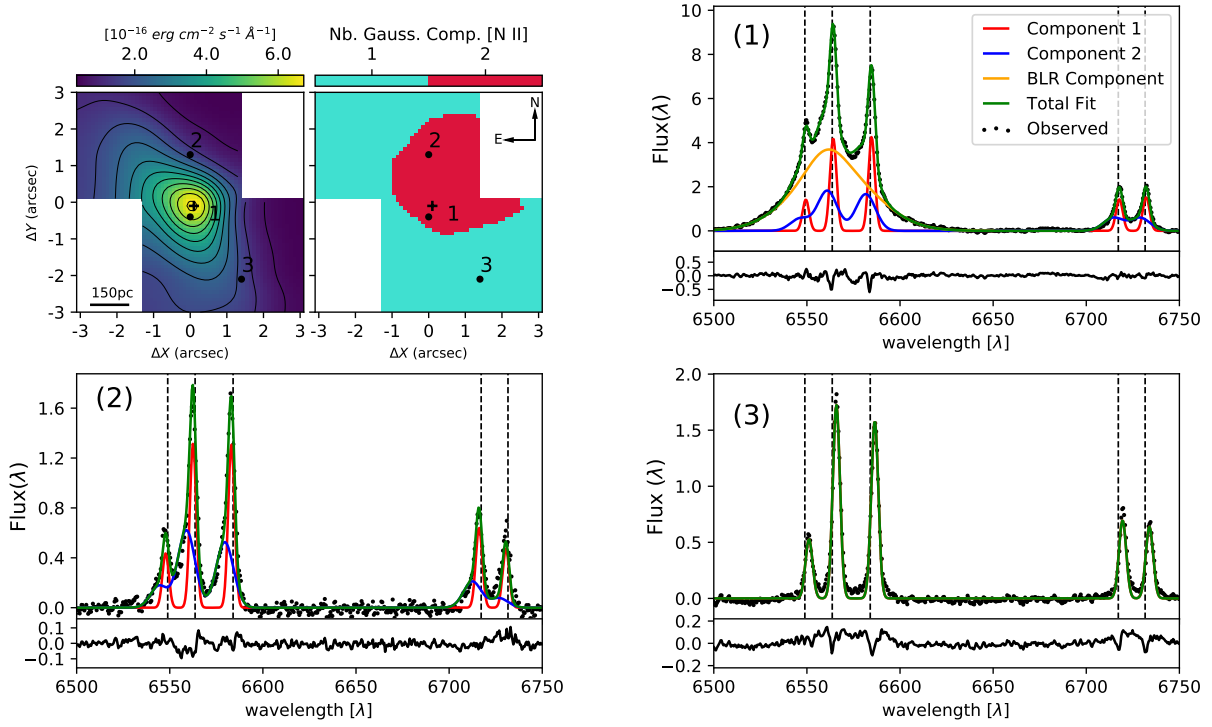 [10⁻¹⁶ erg cm⁻² s⁻¹ Å⁻¹]
2.0 4.0 6.0
Nb. Gauss. Comp. [N II]
1 2
3
2
1
0
-1
-2
-3
ΔY (arcsec)
2
1
3
150pc
-3 -2 -1 0 1 2 3
ΔX (arcsec)
N
E
2
1
3
-3 -2 -1 0 1 2 3
ΔX (arcsec)
(1)
Component 1
Component 2
BLR Component
Total Fit
Observed
10
8
6
4
2
0
Flux(λ)
0.5
0.0
−0.5
6500 6550 6600 6650 6700 6750
wavelength [λ]
(2)
1.6
1.2
0.8
0.4
0.0
Flux(λ)
0.1
0.0
−0.1
6500 6550 6600 6650 6700 6750
wavelength [λ]
(3)
2.0
1.5
1.0
0.5
0.0
Flux (λ)
0.2
0.0
−0.2
6500 6550 6600 6650 6700 6750
wavelength [λ]